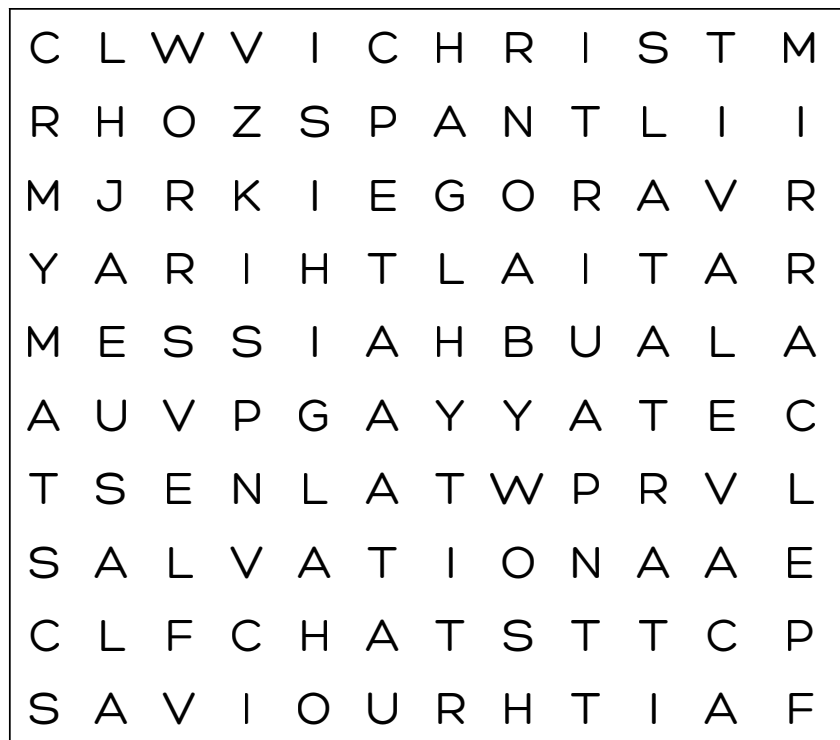 C L W V I C H R I S T M
R H O Z S P A N T L I I
M J R K I E G O R A V R
Y A R I H T L A I T A R
M E S S I A H B U A L A
A U V P G A Y Y A T E C
T S E N L A T W P R V L
S A L V A T I O N A A E
C L F C H A T S T T C P
S A V I O U R H T I A F